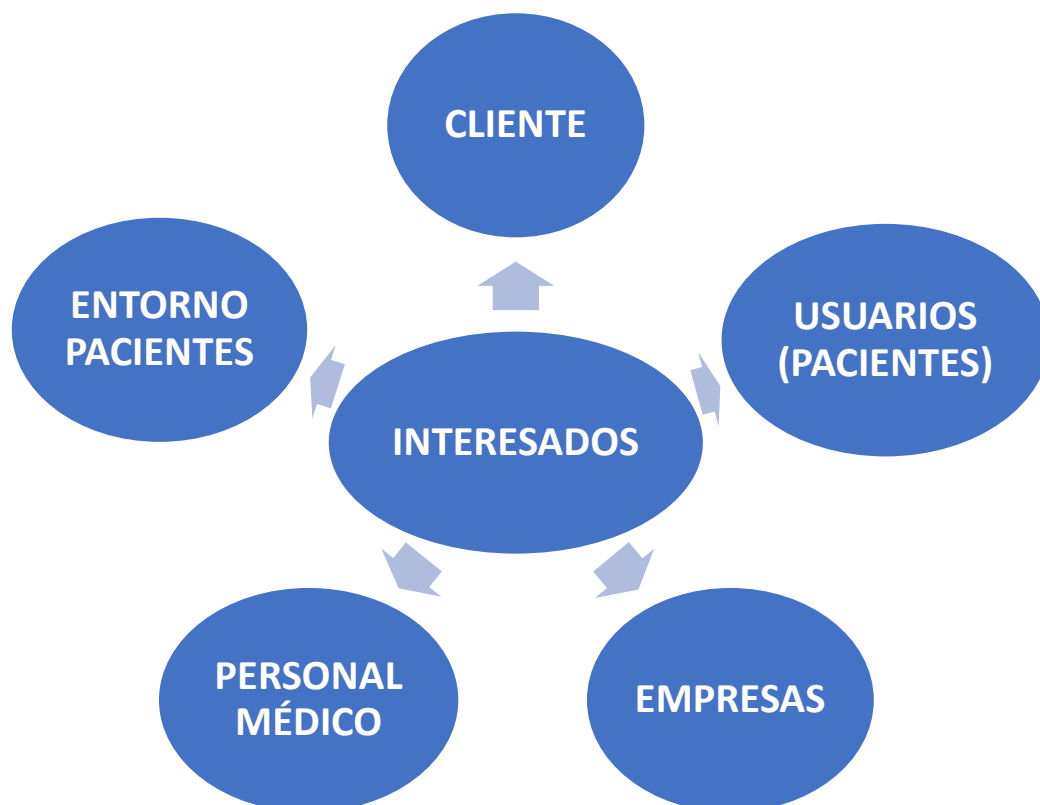 CLIENTE
ENTORNO
PACIENTES
USUARIOS
(PACIENTES)
INTERESADOS
PERSONAL
MÉDICO
EMPRESAS